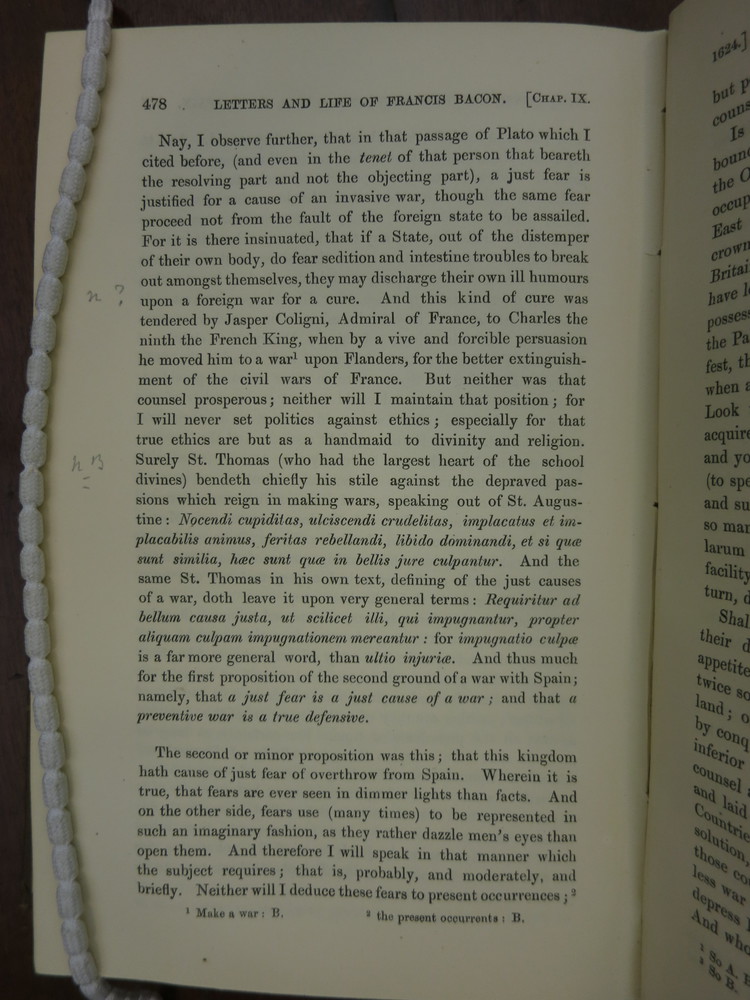 478 LETTERS AND LIFE OF FRANCIS BACON. [CHAP. IX.
Nay, I observe further, that in that passage of Plato which I
cited before, (and even in the tenet of that person that beareth
the resolving part and not the objecting part), a just fear is
justified for a cause of an invasive war, though the same fear
proceed not from the fault of the foreign state to be assailed.
For it is there insinuated, that if a State, out of the distemper
of their own body, do fear sedition and intestine troubles to break
out amongst themselves, they may discharge their own ill humours
n ?
upon a foreign war for a cure. And this kind of cure was
tendered by Jasper Coligni, Admiral of France, to Charles the
ninth the French King, when by a vive and forcible persuasion
he moved him to a war¹ upon Flanders, for the better extinguish-
ment of the civil wars of France. But neither was that
counsel prosperous; neither will I maintain that position; for
I will never set politics against ethics; especially for that
true ethics are but as a handmaid to divinity and religion.
n B
Surely St. Thomas (who had the largest heart of the school
divines) bendeth chiefly his stile against the depraved pas-
sions which reign in making wars, speaking out of St. Augus-
tine: Nocendi cupiditas, ulciscendi crudelitas, implacatus et im-
placabilis animus, feritas rebellandi, libido dominandi, et si quæ
sunt similia, hæc sunt quæ in bellis jure culpantur. And the
same St. Thomas in his own text, defining of the just causes
of a war, doth leave it upon very general terms: Requiritur ad
bellum causa justa, ut scilicet illi, qui impugnantur, propter
aliquam culpam impugnationem mereantur: for impugnatio culpæ
is a far more general word, than ultio injuriæ. And thus much
for the first proposition of the second ground of a war with Spain;
namely, that a just fear is a just cause of a war; and that a
preventive war is a true defensive.
The second or minor proposition was this; that this kingdom
hath cause of just fear of overthrow from Spain. Wherein it is
true, that fears are ever seen in dimmer lights than facts. And
on the other side, fears use (many times) to be represented in
such an imaginary fashion, as they rather dazzle men's eyes than
open them. And therefore I will speak in that manner which
the subject requires; that is, probably, and moderately, and
briefly. Neither will I deduce these fears to present occurrences;²
¹ Make a war: B. ² the present occurrents: B.
1624.]
but
Is
the
East
have
the Pa
when a
Look
and yo
(to spe
and su
so man
larum
facility
turn,
Shal
their
appetite
twice so
land;
by conq
inferior
counsel
and laid
Countrie
solution,
those
less war
depress
And who
¹ So A.
² So B.